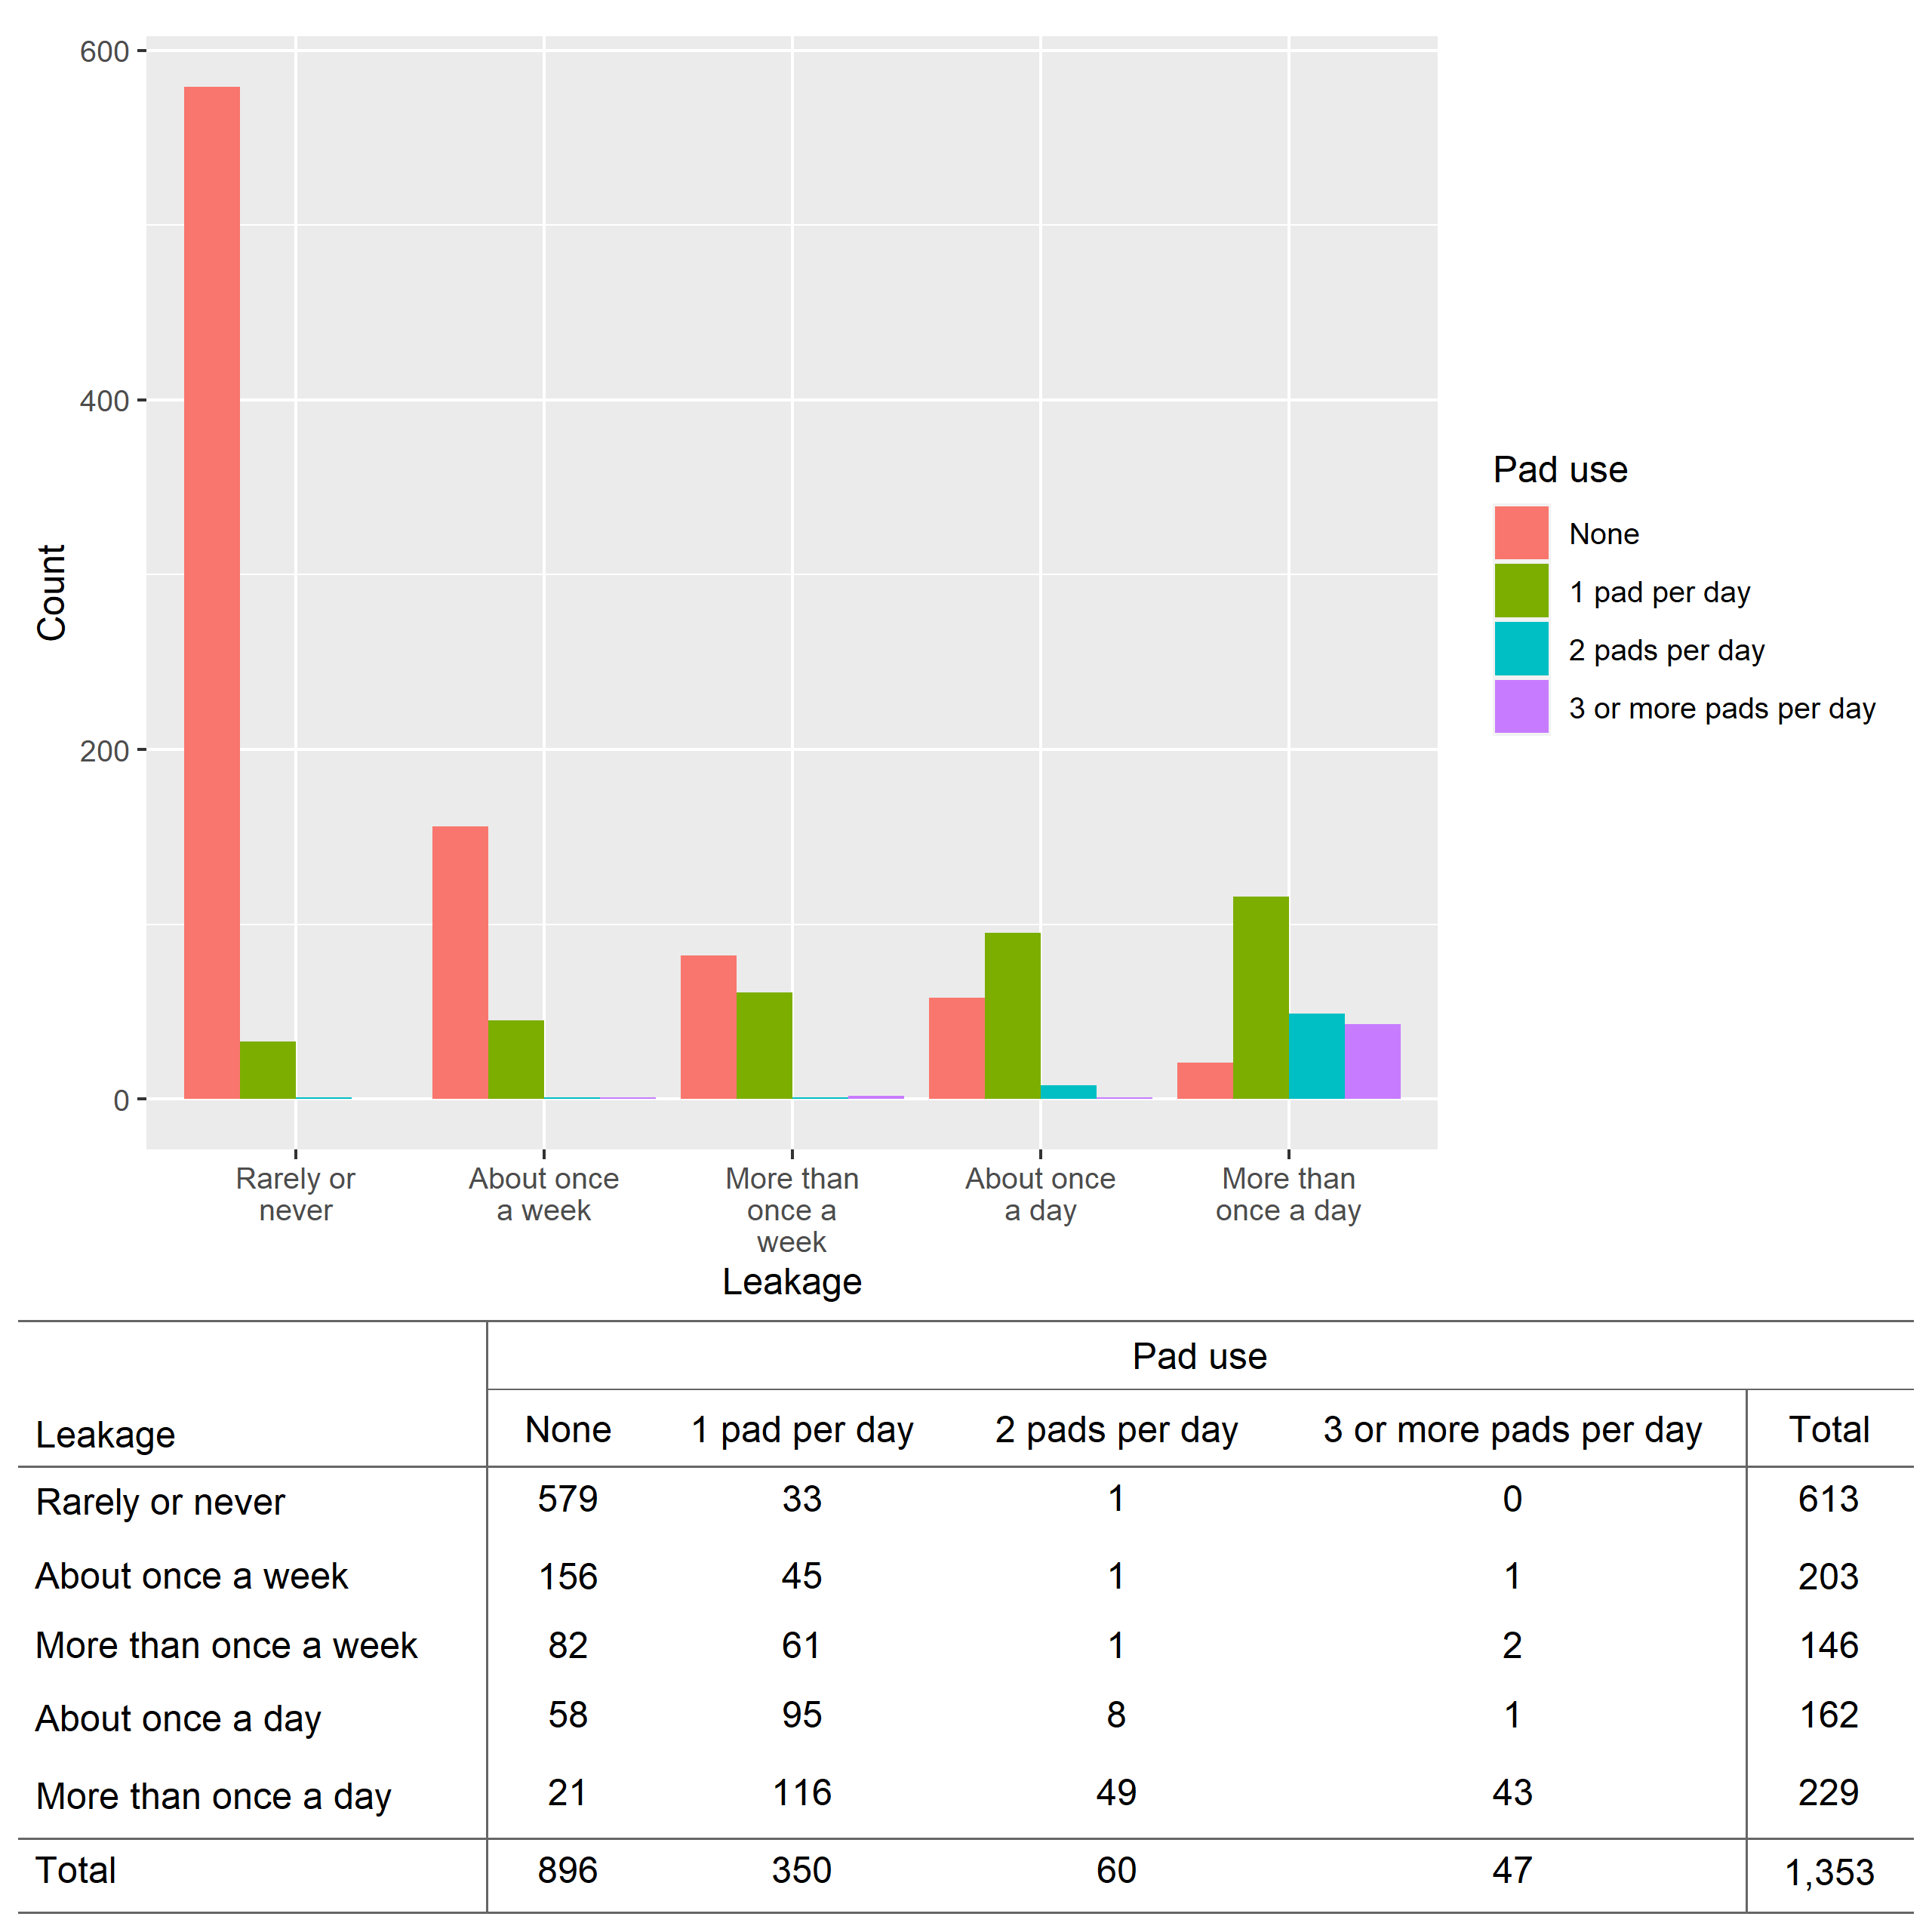 600
400
200
0
Count
Rarely or
never
About once
a week
More than
once a
week
About once
a day
More than
once a day
Leakage
Pad use
None
1 pad per day
2 pads per day
3 or more pads per day
Pad use
Leakage None 1 pad per day 2 pads per day 3 or more pads per day Total
Rarely or never 579 33 1 0 613
About once a week 156 45 1 1 203
More than once a week 82 61 1 2 146
About once a day 58 95 8 1 162
More than once a day 21 116 49 43 229
Total 896 350 60 47 1,353